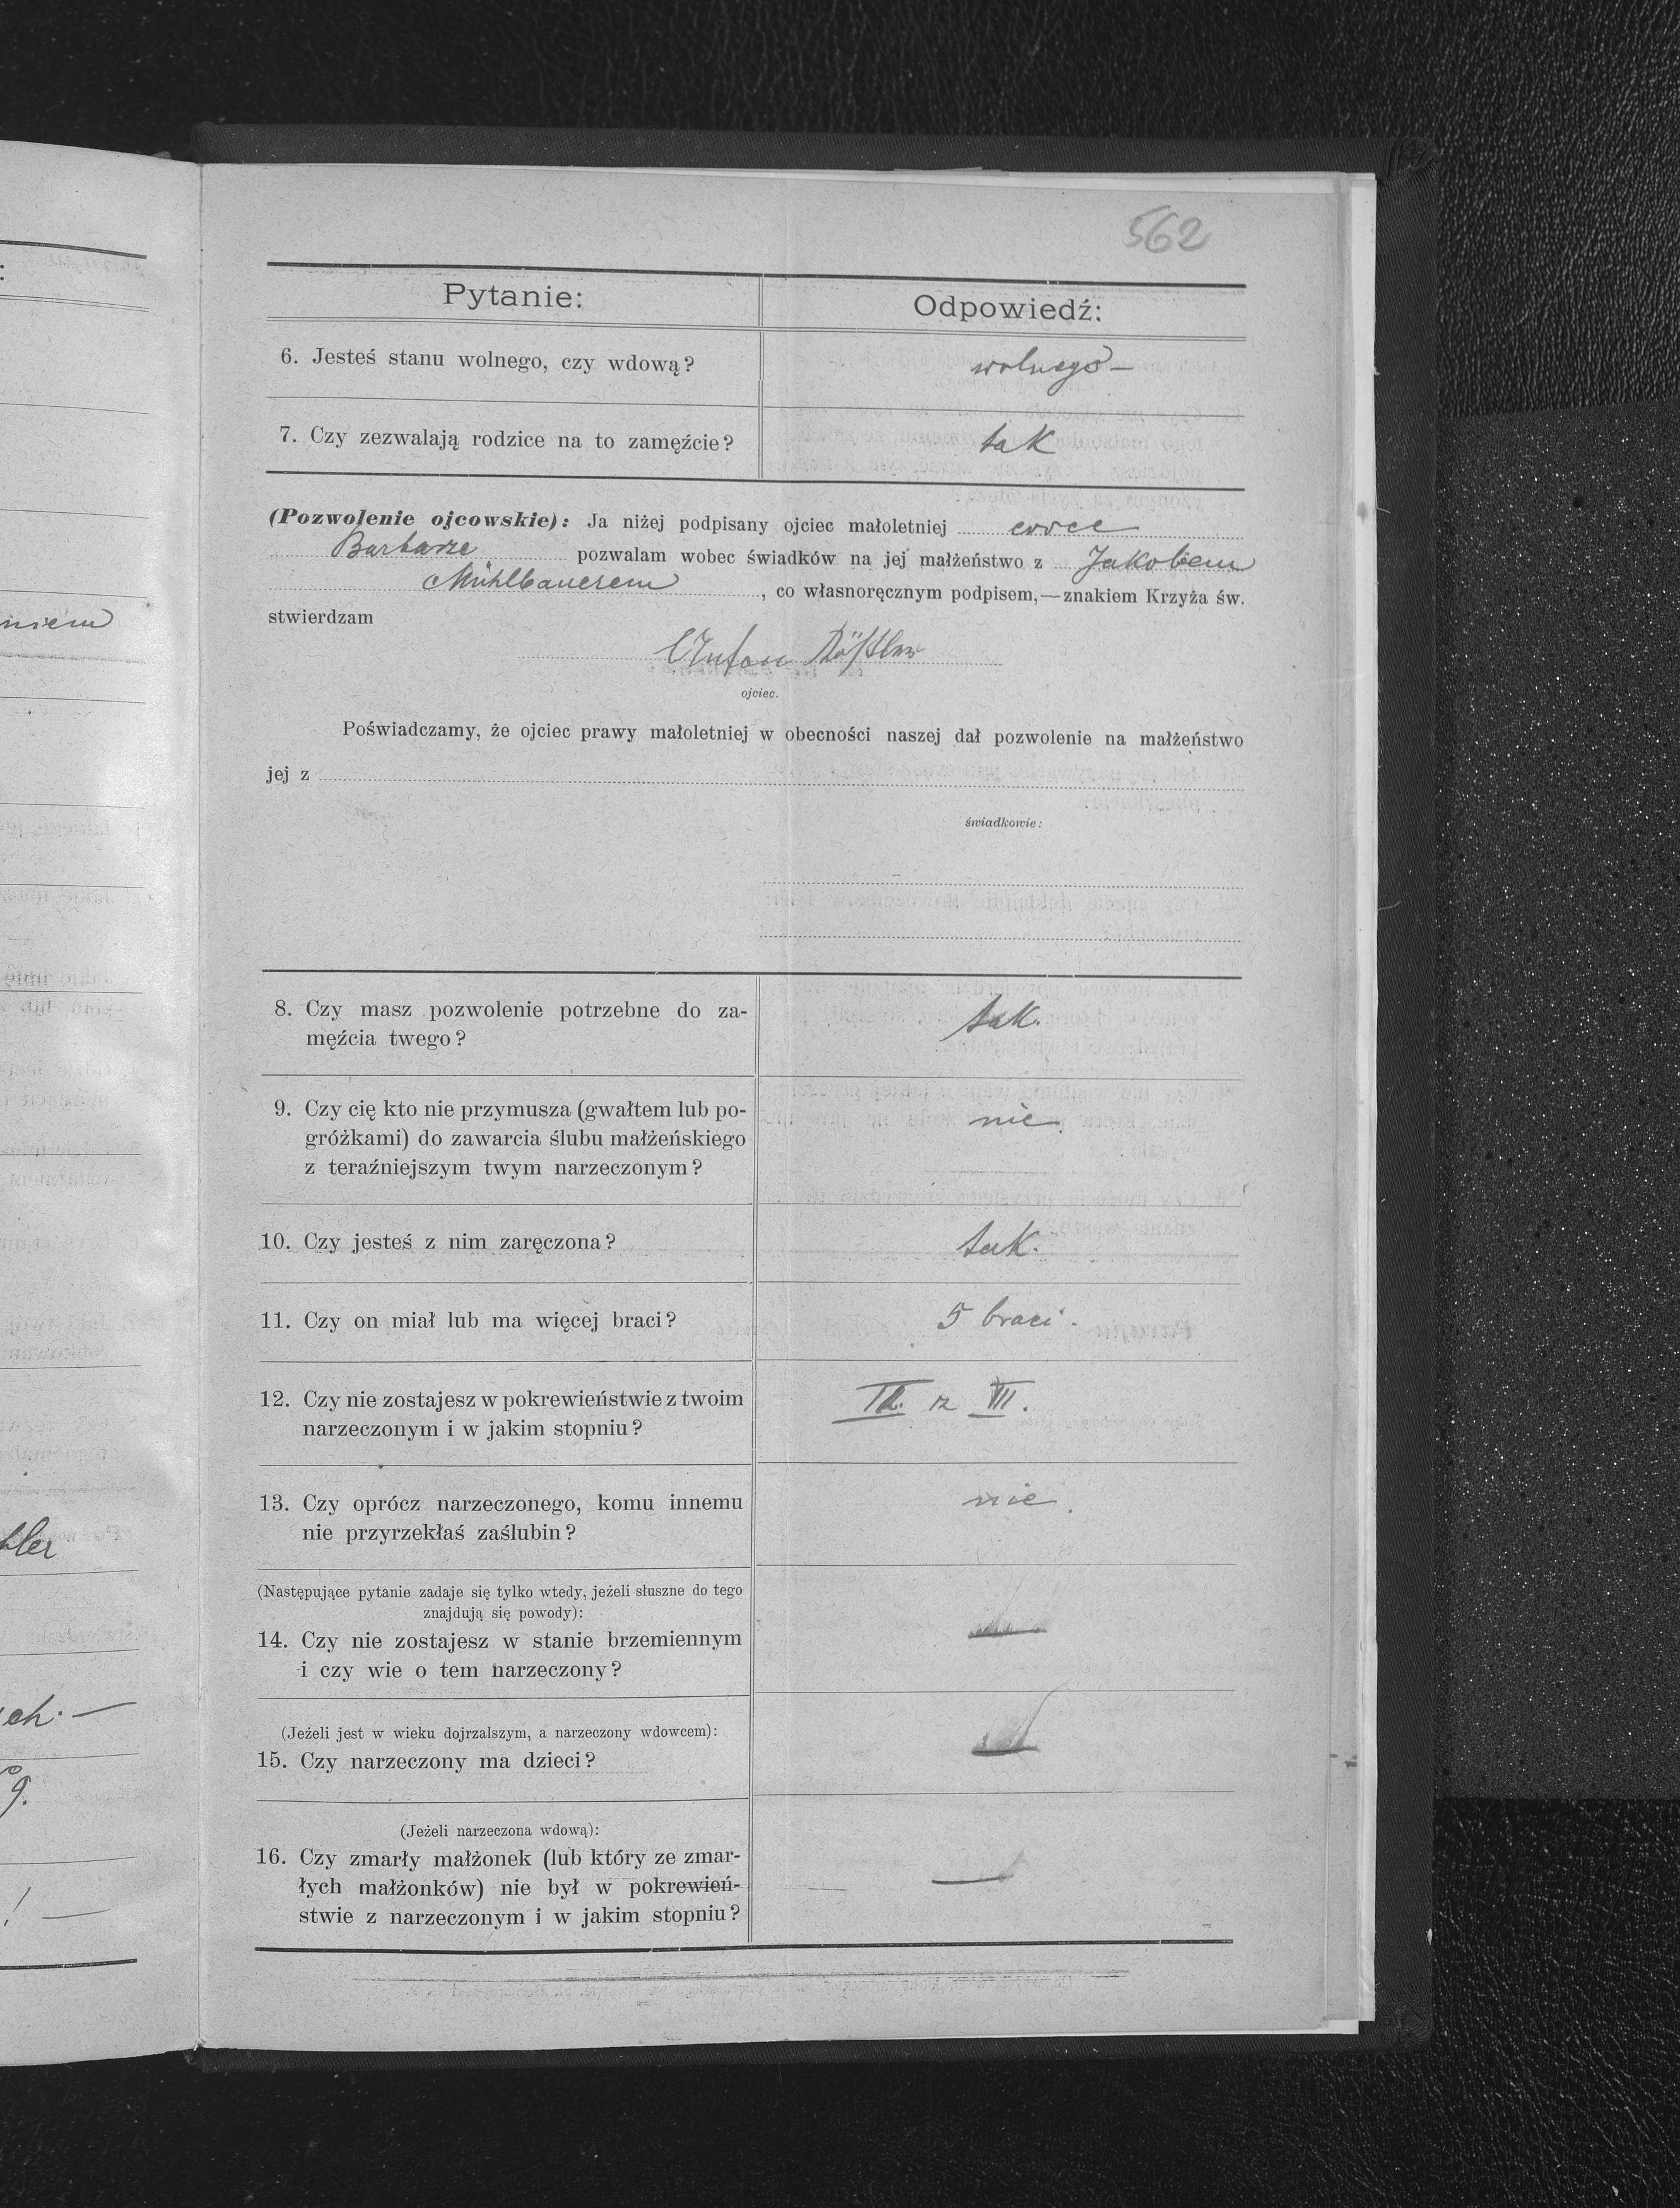 562
Pytanie: Odpowiedź:
6. Jesteś stanu wolnego, czy wdową? wolnego —
7. Czy zezwalają rodzice na to zamęźcie? tak
(Pozwolenie ojcowskie): Ja niżej podpisany ojciec małoletniej
Barbarze pozwalam wobec świadków na jej małżeństwo z Jakobem
Mühlbauerem, co własnoręcznym podpisem,—znakiem Krzyża św.
stwierdzam
Anton
ojciec.
Poświadczamy, że ojciec prawy małoletniej w obecności naszej dał pozwolenie na małżeństwo
jej z
świadkowie:
8. Czy masz pozwolenie potrzebne do za- tak.
męźcia twego?
9. Czy cię kto nie przymusza (gwałtem lub po- nie.
gróżkami) do zawarcia ślubu małżeńskiego
z teraźniejszym twym narzeczonym?
10. Czy jesteś z nim zaręczona? tak.
11. Czy on miał lub ma więcej braci? 5 braci.
12. Czy nie zostajesz w pokrewieństwie z twoim z III.
narzeczonym i w jakim stopniu?
13. Czy oprócz narzeczonego, komu innemu nie.
nie przyrzekłaś zaślubin?
(Następujące pytanie zadaje się tylko wtedy, jeżeli słuszne do tego
znajdują się powody):
14. Czy nie zostajesz w stanie brzemiennym
i czy wie o tem narzeczony?
(Jeżeli jest w wieku dojrzalszym, a narzeczony wdowcem):
15. Czy narzeczony ma dzieci?
(Jeżeli narzeczona wdową):
16. Czy zmarły małżonek (lub który ze zmar-
łych małżonków) nie był w pokrewień-
stwie z narzeczonym i w jakim stopniu?